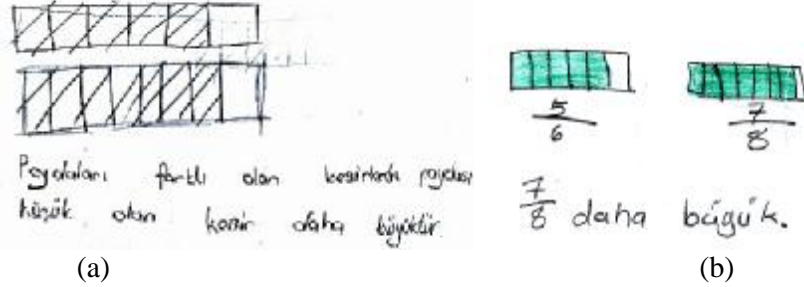 Paydaları farklı olan kesirlerde paydası
küçük olan kesir daha büyüktür.
5/6
7/8
7/8 daha büyük.
(a)
(b)